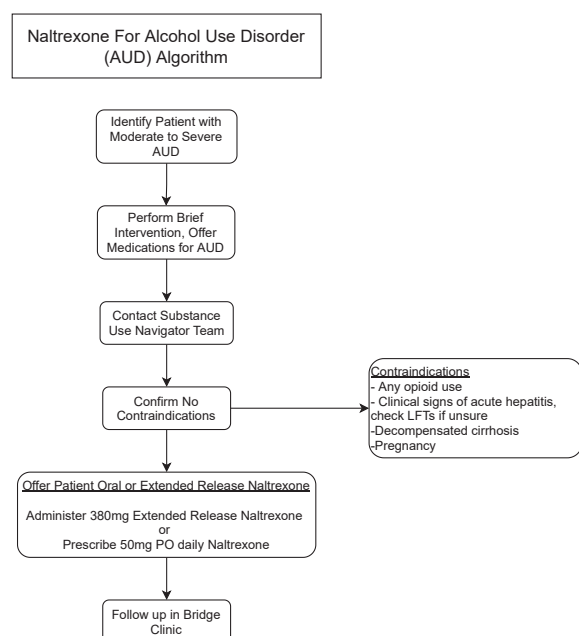 Naltrexone For Alcohol Use Disorder
(AUD) Algorithm
Identify Patient with
Moderate to Severe
AUD
Perform Brief
Intervention, Offer
Medications for AUD
Contact Substance
Use Navigator Team
Confirm No
Contraindications
Contraindications
- Any opioid use
- Clinical signs of acute hepatitis,
check LFTs if unsure
-Decompensated cirrhosis
-Pregnancy
Offer Patient Oral or Extended Release Naltrexone
Administer 380mg Extended Release Naltrexone
or
Prescribe 50mg PO daily Naltrexone
Follow up in Bridge
Clinic